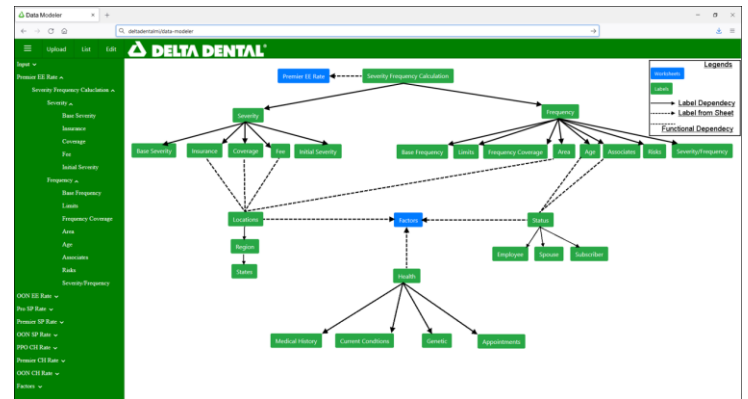 Data Modeler
deltadentalmi/data-modeler
Upload List Edit
DELTA DENTAL
Input
Premier EE Rate
Severity Frequency Calculation
Severity
Base Severity
Insurance
Coverage
Fee
Initial Severity
Frequency
Base Frequency
Limits
Frequency Coverage
Area
Age
Associates
Risks
Severity/Frequency
OON EE Rate
Pro SP Rate
Premier SP Rate
OON SP Rate
PPO CH Rate
Premier CH Rate
OON CH Rate
Factors
Premier EE Rate Severity Frequency Calculation
Legends
Worksheets
Labels
Label Dependecy
Label from Sheet
Functional Dependecy
Severity Frequency
Base Severity Insurance Coverage Fee Initial Severity Base Frequency Limits Frequency Coverage Area Age Associates Risks Severity/Frequency
Locations Factors Status
Region Employee Spouse Subscriber
States
Health
Medical History Current Conditions Genetic Appointments